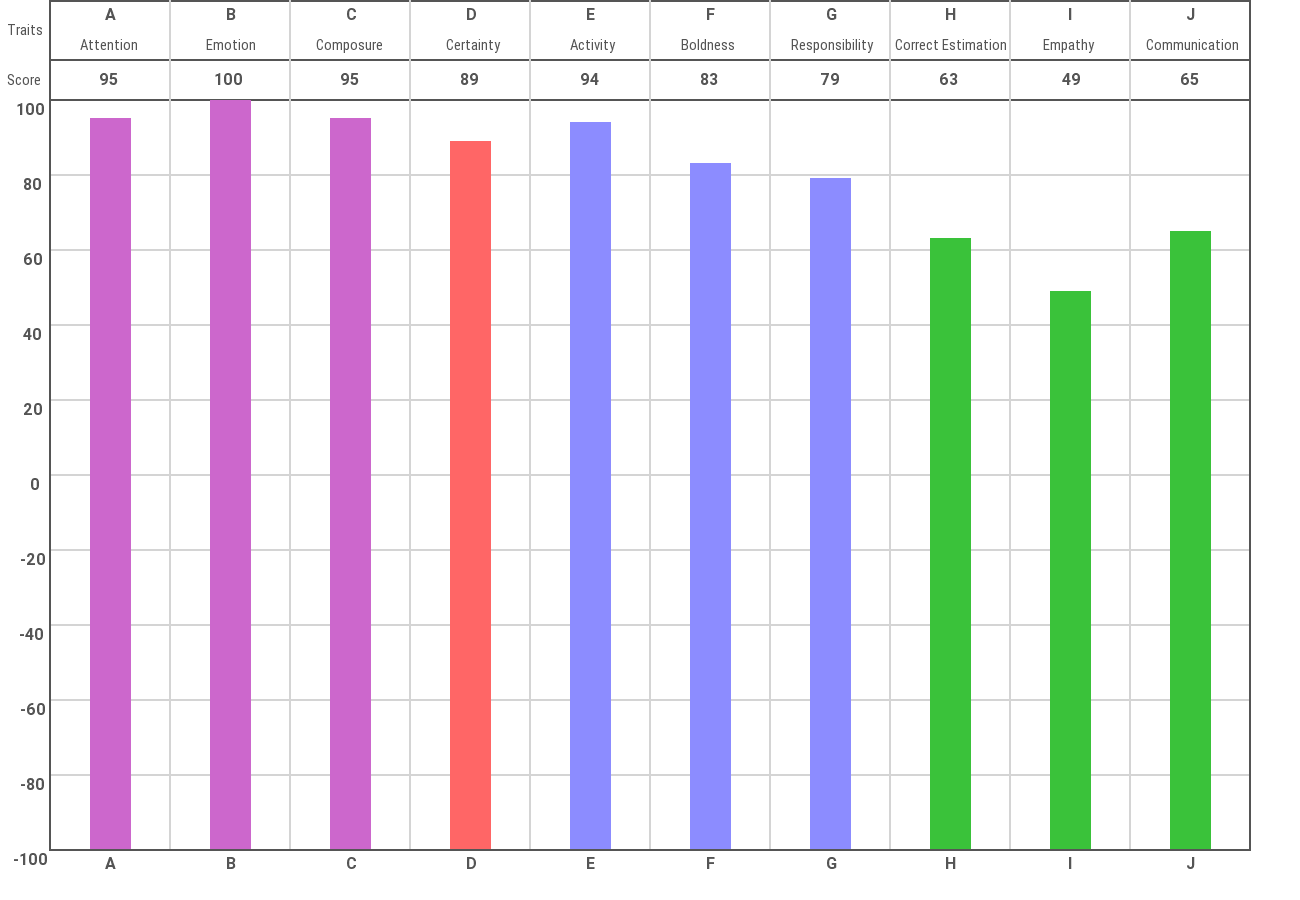 A B C D E F G H I J
Traits
Attention Emotion Composure Certainty Activity Boldness Responsibility Correct Estimation Empathy Communication
Score 95 100 95 89 94 83 79 63 49 65
100
80
60
40
20
0
-20
-40
-60
-80
-100
A B C D E F G H I J